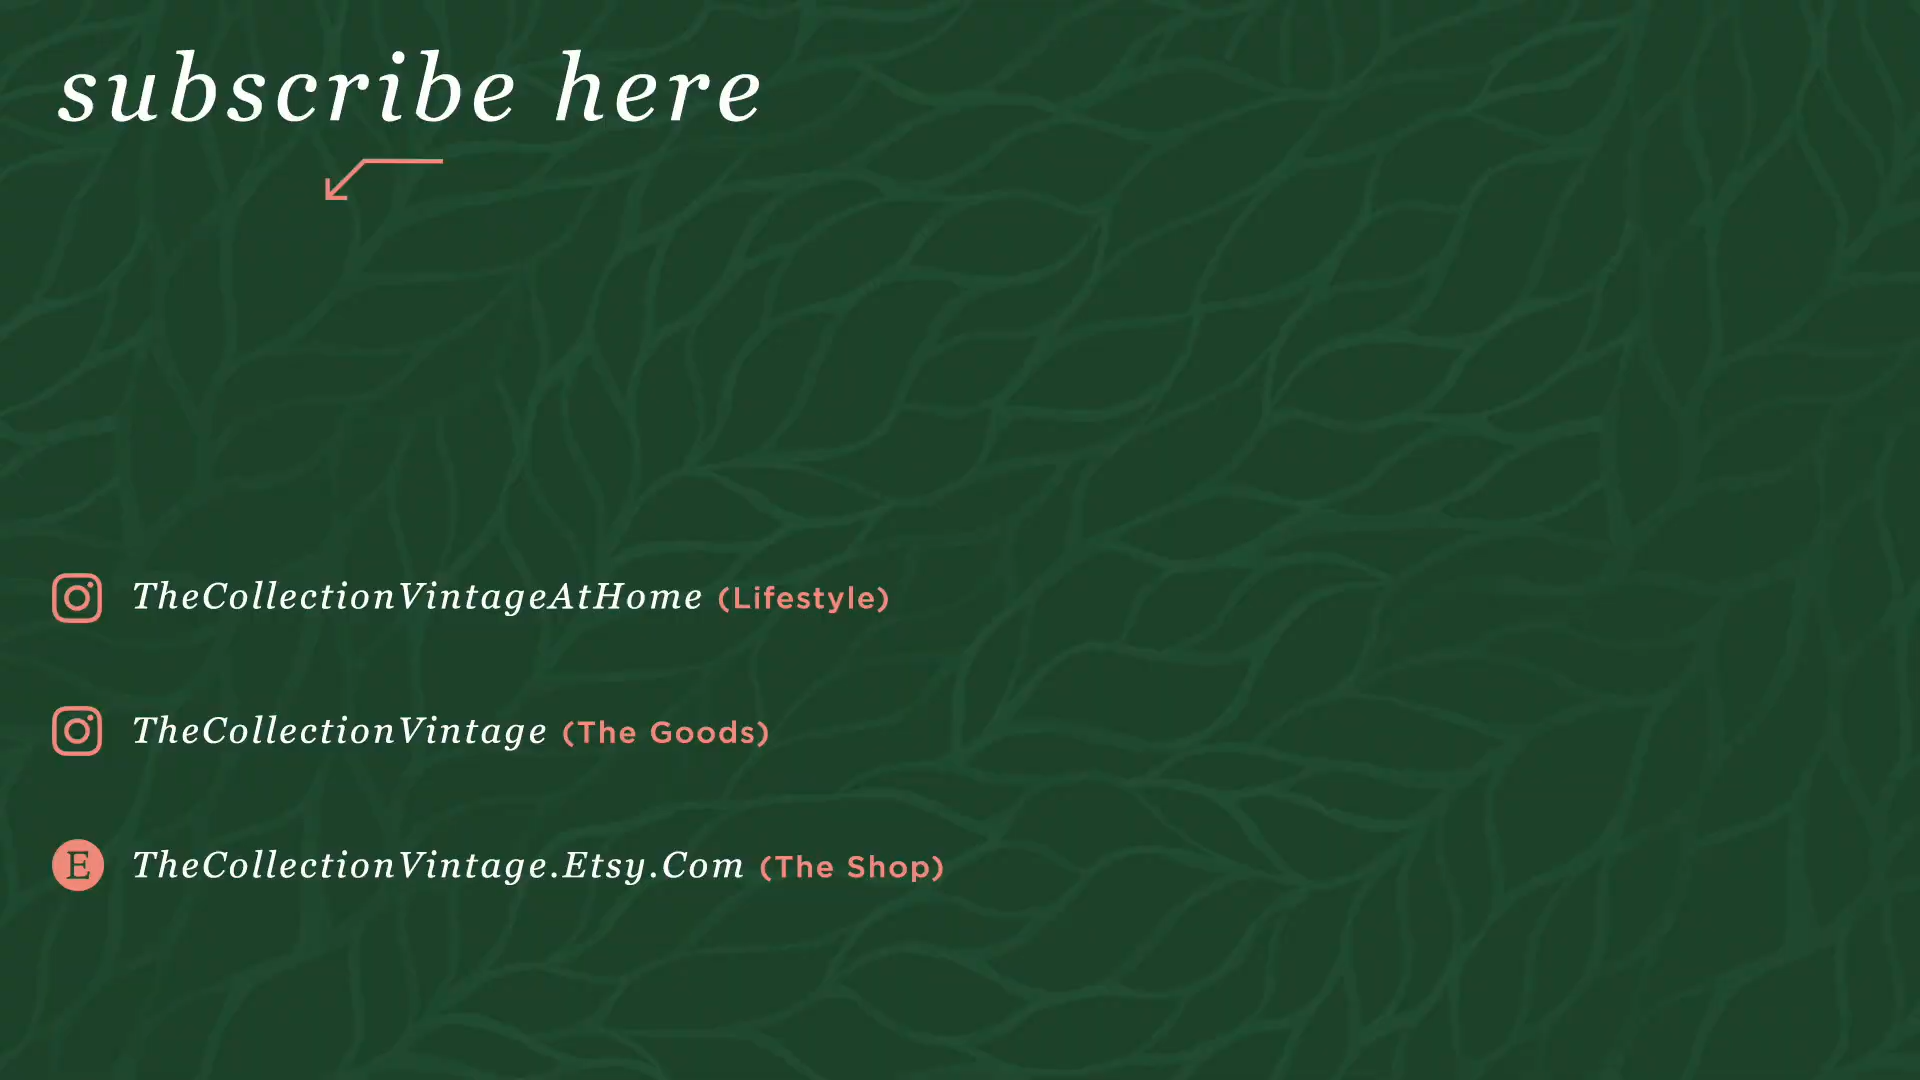 subscribe here
TheCollectionVintageAtHome (Lifestyle)
TheCollectionVintage (The Goods)
E TheCollectionVintage.Etsy.Com (The Shop)